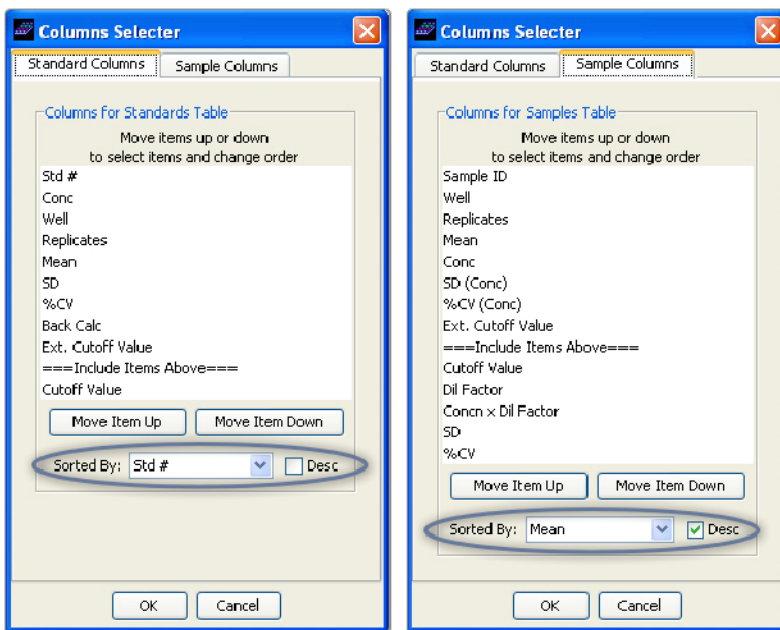 Columns Selecter
Standard Columns
Sample Columns
Columns for Standards Table
Move items up or down
to select items and change order
Std #
Conc
Well
Replicates
Mean
SD
%CV
Back Calc
Ext. Cutoff Value
===Include Items Above===
Cutoff Value
Move Item Up
Move Item Down
Sorted By:
Std #
Desc
OK
Cancel
Columns Selecter
Standard Columns
Sample Columns
Columns for Samples Table
Move items up or down
to select items and change order
Sample ID
Well
Replicates
Mean
Conc
SD (Conc)
%CV (Conc)
Ext. Cutoff Value
===Include Items Above===
Cutoff Value
Dil Factor
Concn x Dil Factor
SD
%CV
Move Item Up
Move Item Down
Sorted By:
Mean
Desc
OK
Cancel